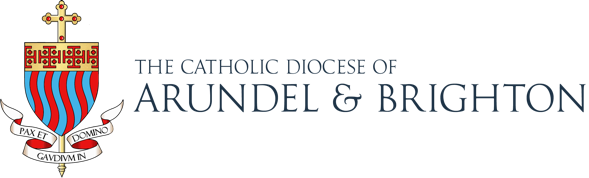 THE CATHOLIC DIOCESE OF
ARUNDEL & BRIGHTON
PAX ET
DOMINO
GAVDIVM IN